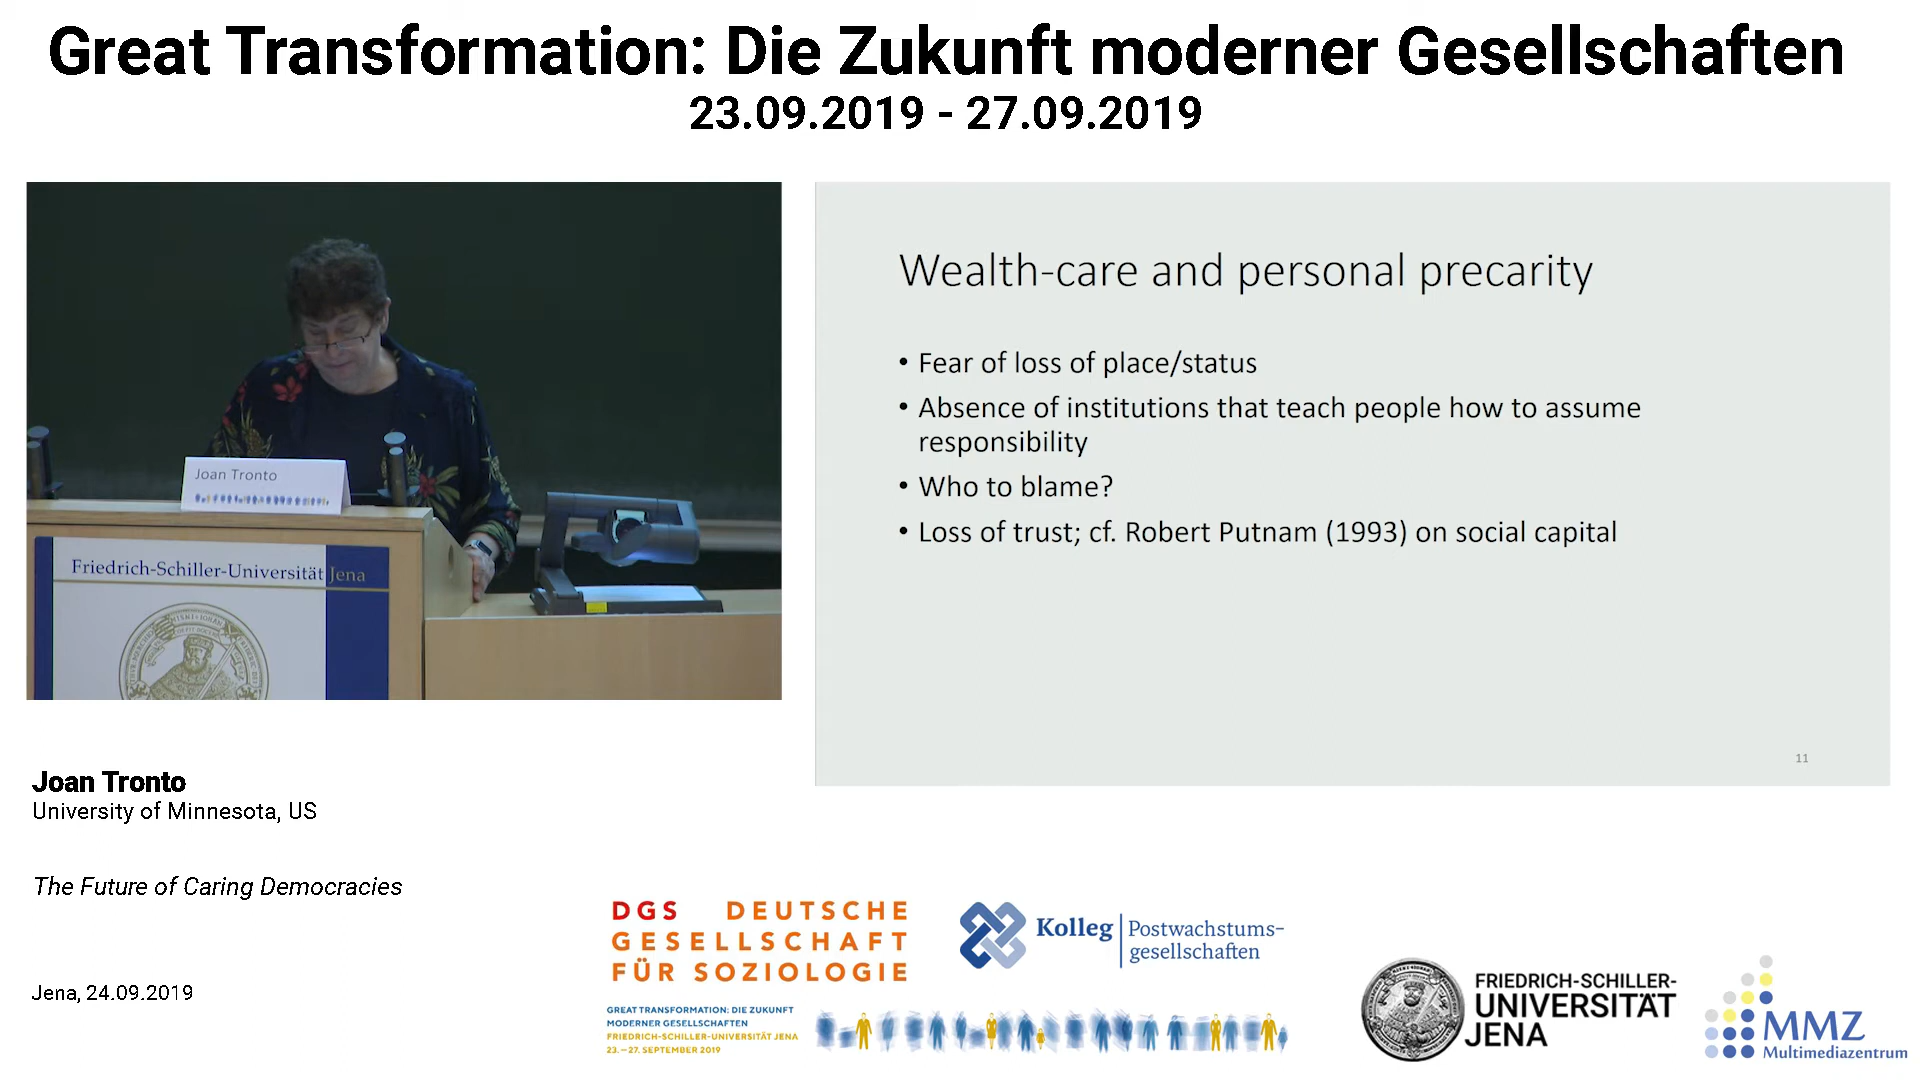 Great Transformation: Die Zukunft moderner Gesellschaften
23.09.2019 - 27.09.2019
Joan Tronto
Friedrich-Schiller-Universität Jena
Wealth-care and personal precarity
• Fear of loss of place/status
• Absence of institutions that teach people how to assume
responsibility
• Who to blame?
• Loss of trust; cf. Robert Putnam (1993) on social capital
11
Joan Tronto
University of Minnesota, US
The Future of Caring Democracies
Jena, 24.09.2019
DGS DEUTSCHE
GESELLSCHAFT
FÜR SOZIOLOGIE
GREAT TRANSFORMATION: DIE ZUKUNFT
MODERNER GESELLSCHAFTEN
FRIEDRICH-SCHILLER-UNIVERSITÄT JENA
23.–27. SEPTEMBER 2019
Kolleg
Postwachstums-
gesellschaften
FRIEDRICH-SCHILLER-
UNIVERSITÄT
JENA
MMZ
Multimediazentrum